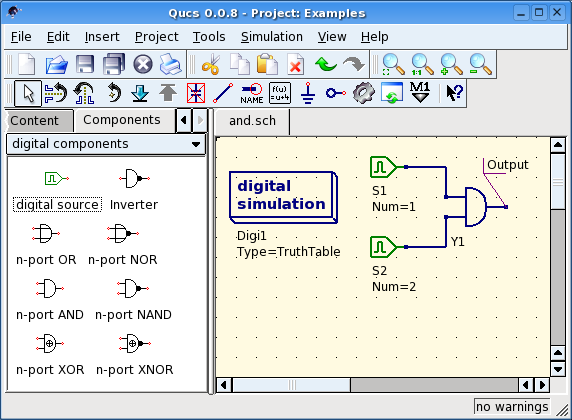 Qucs 0.0.8 - Project: Examples
File Edit Insert Project Tools Simulation View Help
1:1
NAME
f(ω)
=u+μ
M1
Content Components
digital components
digital source Inverter
n-port OR n-port NOR
n-port AND n-port NAND
n-port XOR n-port XNOR
and.sch
digital
simulation
Digi1
Type=TruthTable
S1
Num=1
S2
Num=2
Y1
Output
no warnings